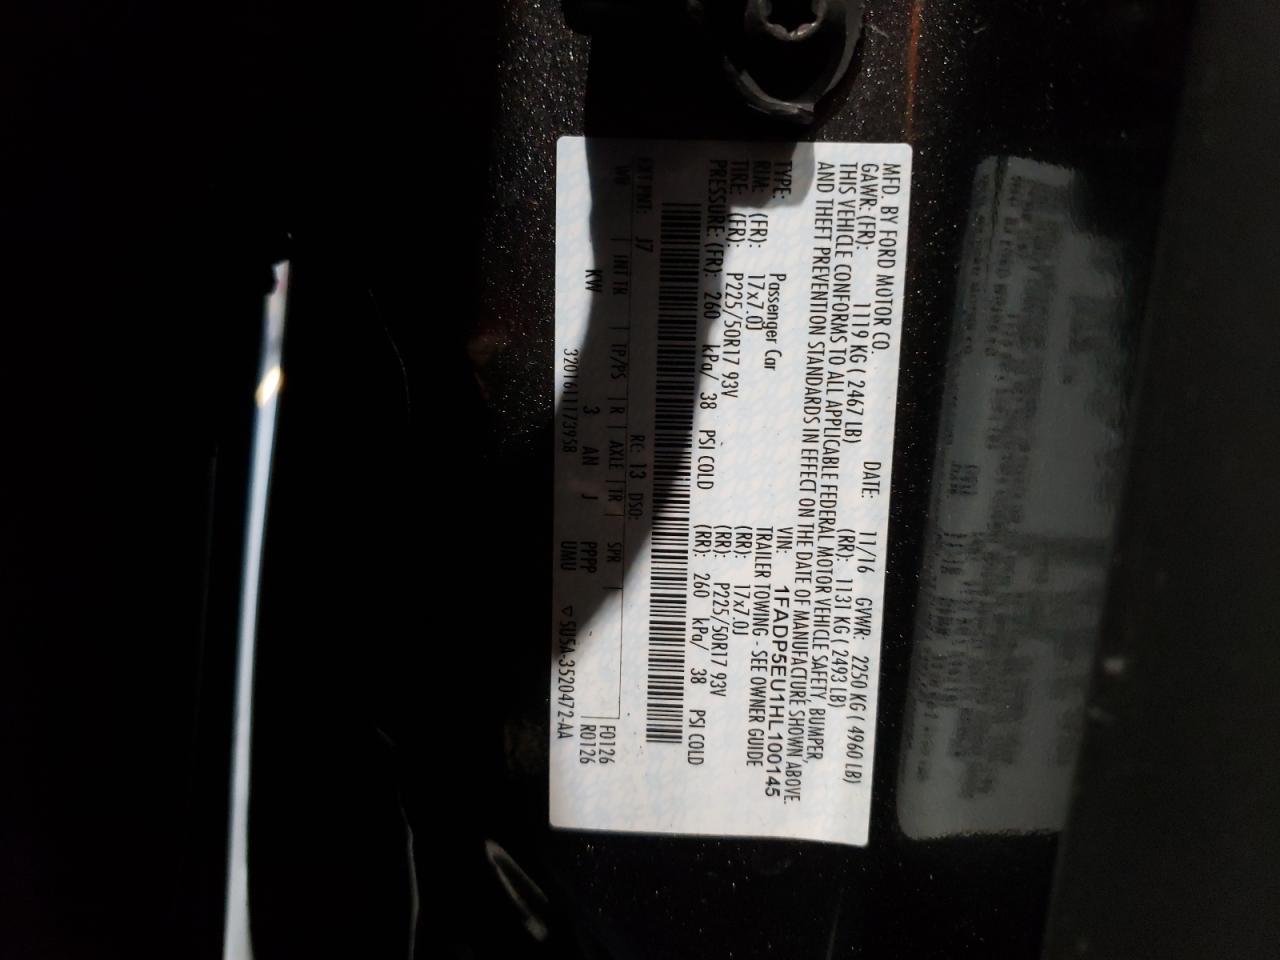 MFD. BY FORD MOTOR CO.
DATE: 11/16 GVWR: 2250 KG ( 4960 LB)
GAWR: (FR): 1119 KG ( 2467 LB) (RR): 1131 KG ( 2493 LB)
THIS VEHICLE CONFORMS TO ALL APPLICABLE FEDERAL MOTOR VEHICLE SAFETY, BUMPER,
AND THEFT PREVENTION STANDARDS IN EFFECT ON THE DATE OF MANUFACTURE SHOWN ABOVE.
VIN: 1FADP5EU1HL100145
TYPE: Passenger Car TRAILER TOWING - SEE OWNER GUIDE
RIM: (FR): 17x7.0J (RR): 17x7.0J
TIRE: (FR): P225/50R17 93V (RR): P225/50R17 93V
PRESSURE: (FR): 260 kPa/ 38 PSI COLD (RR): 260 kPa/ 38 PSI COLD
EXT PNT: J7 RC: 13 DSO: F0126
WB INT TR TP/PS R AXLE TR SPR R0126
KW 3 AN J PPPP
320161117395B UMU ▽ 5U5A-3520472-AA